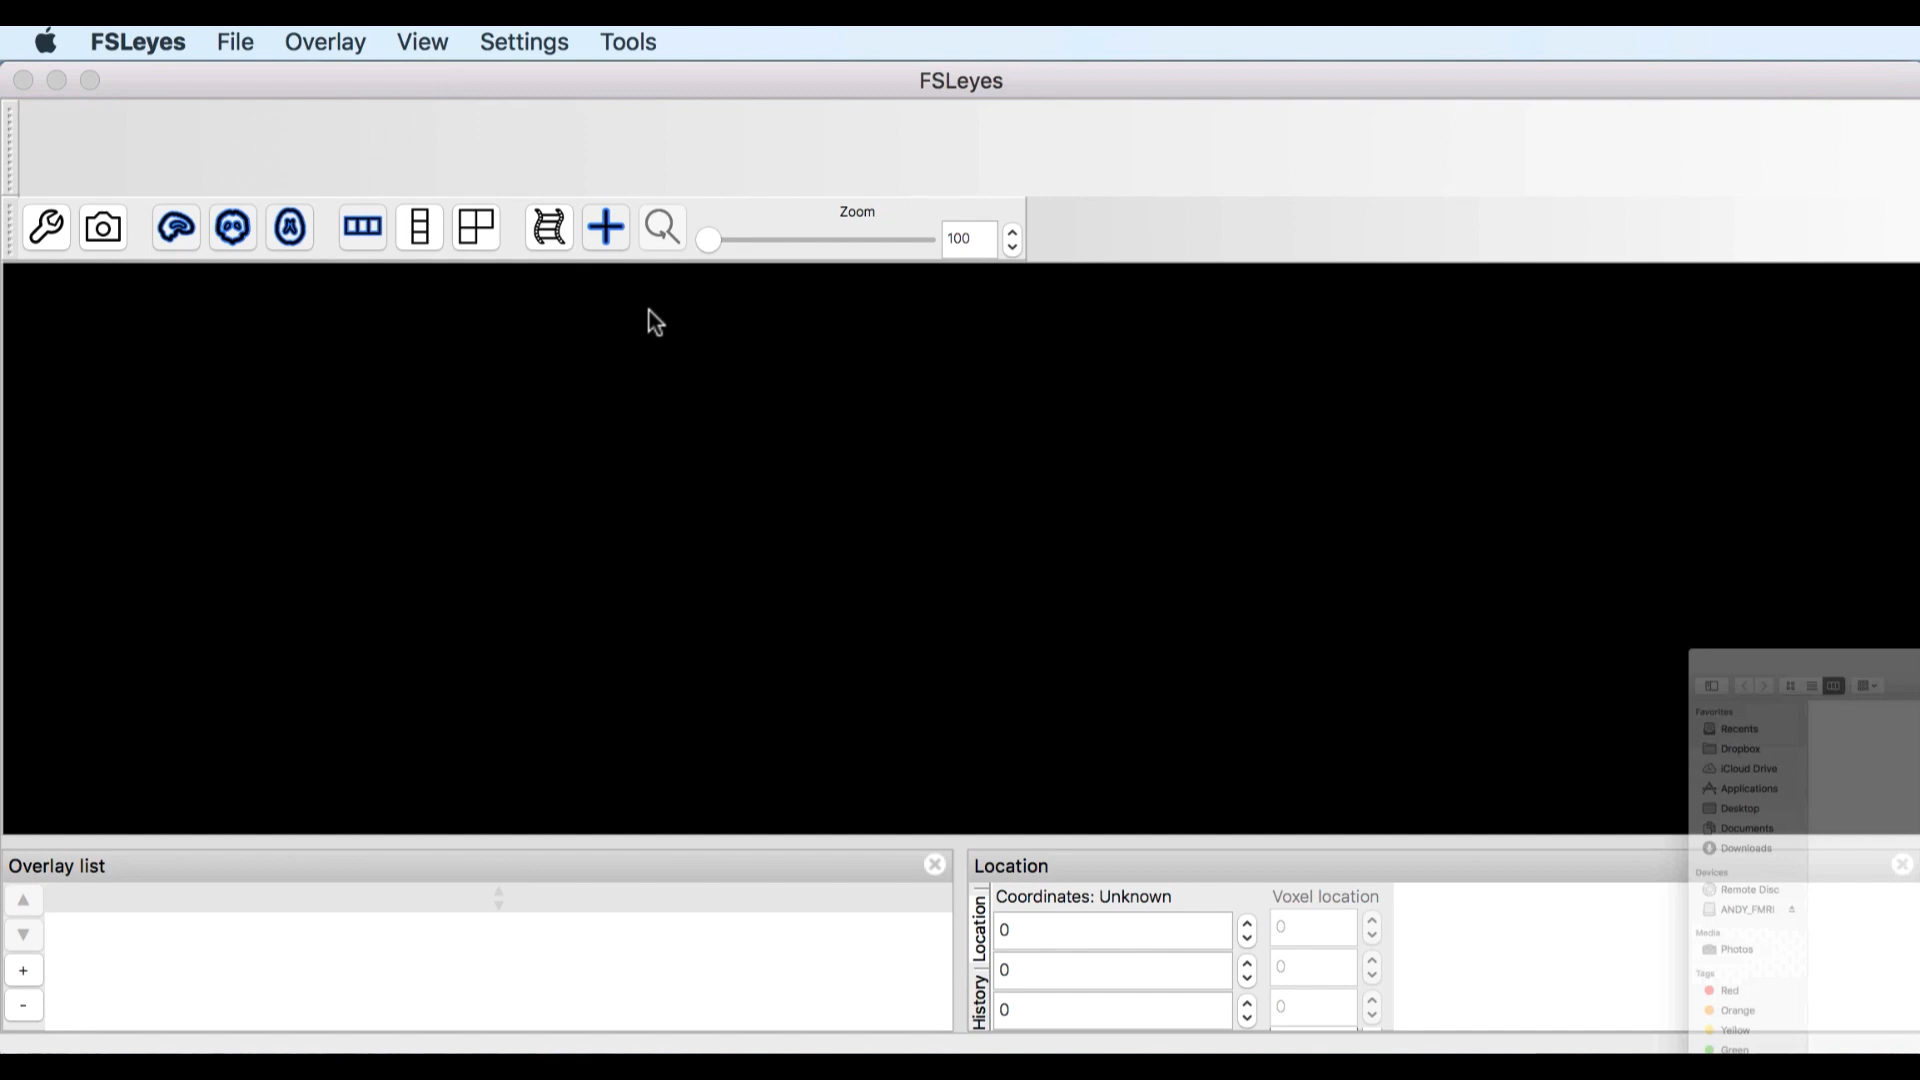 FSLeyes File Overlay View Settings Tools
FSLeyes
Zoom
100
Favorites
Recents
Dropbox
iCloud Drive
Applications
Desktop
Documents
Downloads
Devices
Remote Disc
ANDY_FMRI
Media
Photos
Tags
Red
Orange
Yellow
Green
Overlay list
+
-
Location
Location
History
Coordinates: Unknown Voxel location
0 0
0 0
0 0